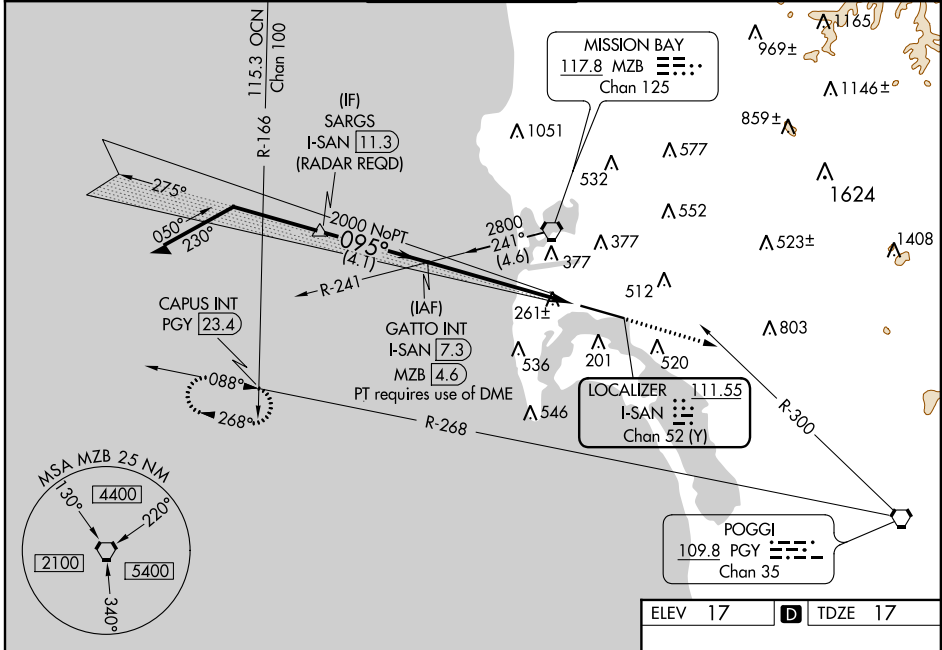 115.3 OCN
Chan 100
R-166
(IF)
SARGS
I-SAN 11.3
(RADAR REQD)
MISSION BAY
117.8 MZB
Chan 125
1165
969±
1146±
859±
1051
577
532
1624
552
377
377
523±
1408
512
803
261±
536
201
520
546
275°
050°
230°
2000 NoPT
095°
(4.1)
2800
241°
(4.6)
R-241
CAPUS INT
PGY 23.4
(IAF)
GATTO INT
I-SAN 7.3
MZB 4.6
PT requires use of DME
088°
268°
R-268
LOCALIZER 111.55
I-SAN
Chan 52 (Y)
R-300
MSA MZB 25 NM
130°
4400
220°
2100
5400
340°
POGGI
109.8 PGY
Chan 35
ELEV 17 D TDZE 17